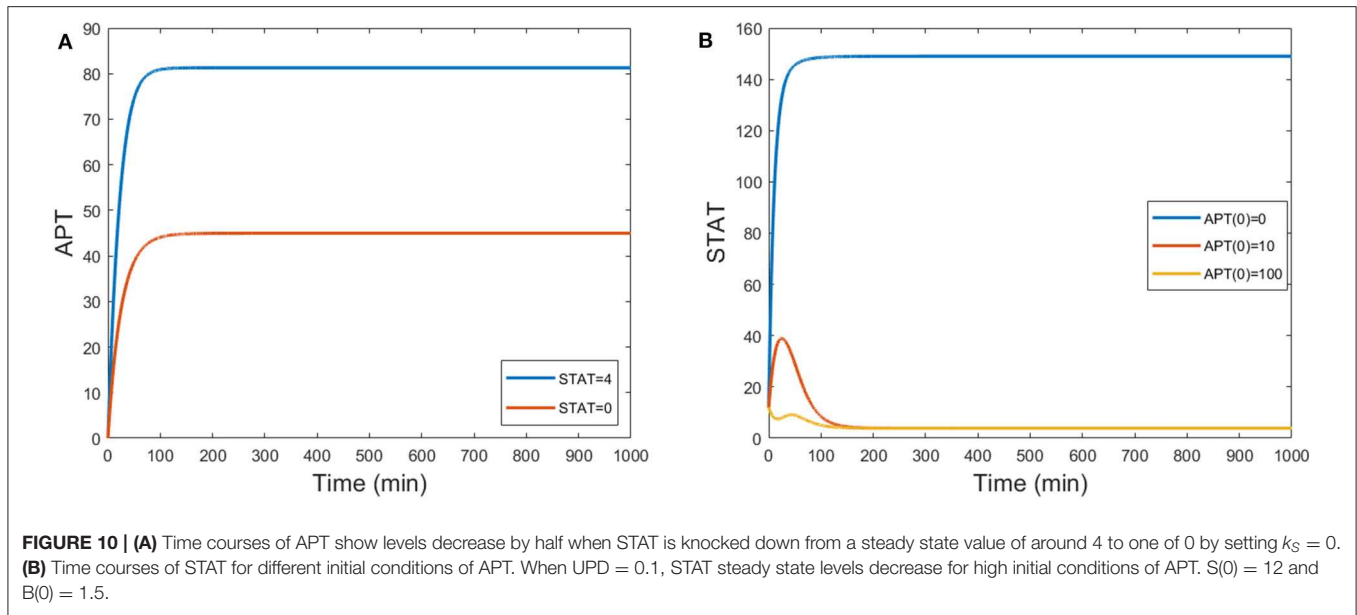 A
90
80
70
60
50
40
30
20
10
0
APT
STAT=4
STAT=0
0 100 200 300 400 500 600 700 800 900 1000
Time (min)
B
160
140
120
100
80
60
40
20
0
STAT
APT(0)=0
APT(0)=10
APT(0)=100
0 100 200 300 400 500 600 700 800 900 1000
Time (min)
FIGURE 10 | (A) Time courses of APT show levels decrease by half when STAT is knocked down from a steady state value of around 4 to one of 0 by setting kS = 0.
(B) Time courses of STAT for different initial conditions of APT. When UPD = 0.1, STAT steady state levels decrease for high initial conditions of APT. S(0) = 12 and
B(0) = 1.5.